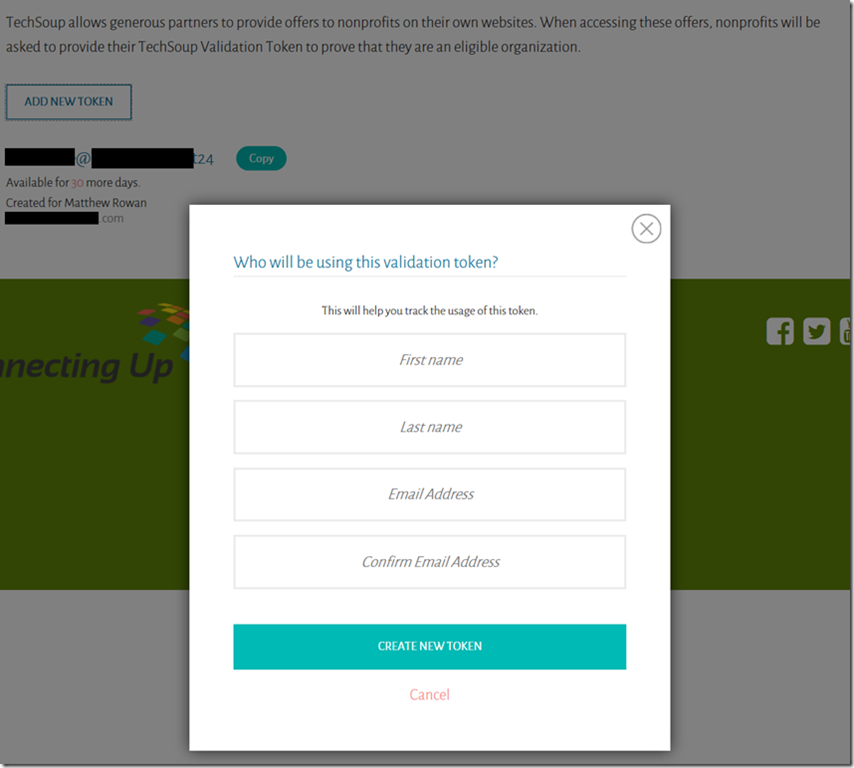 TechSoup allows generous partners to provide offers to nonprofits on their own websites. When accessing these offers, nonprofits will be
asked to provide their TechSoup Validation Token to prove that they are an eligible organization.
ADD NEW TOKEN
@ t24 Copy
Available for 30 more days.
Created for Matthew Rowan
.com
Who will be using this validation token?
This will help you track the usage of this token.
First name
Last name
Email Address
Confirm Email Address
CREATE NEW TOKEN
Cancel
nnecting Up